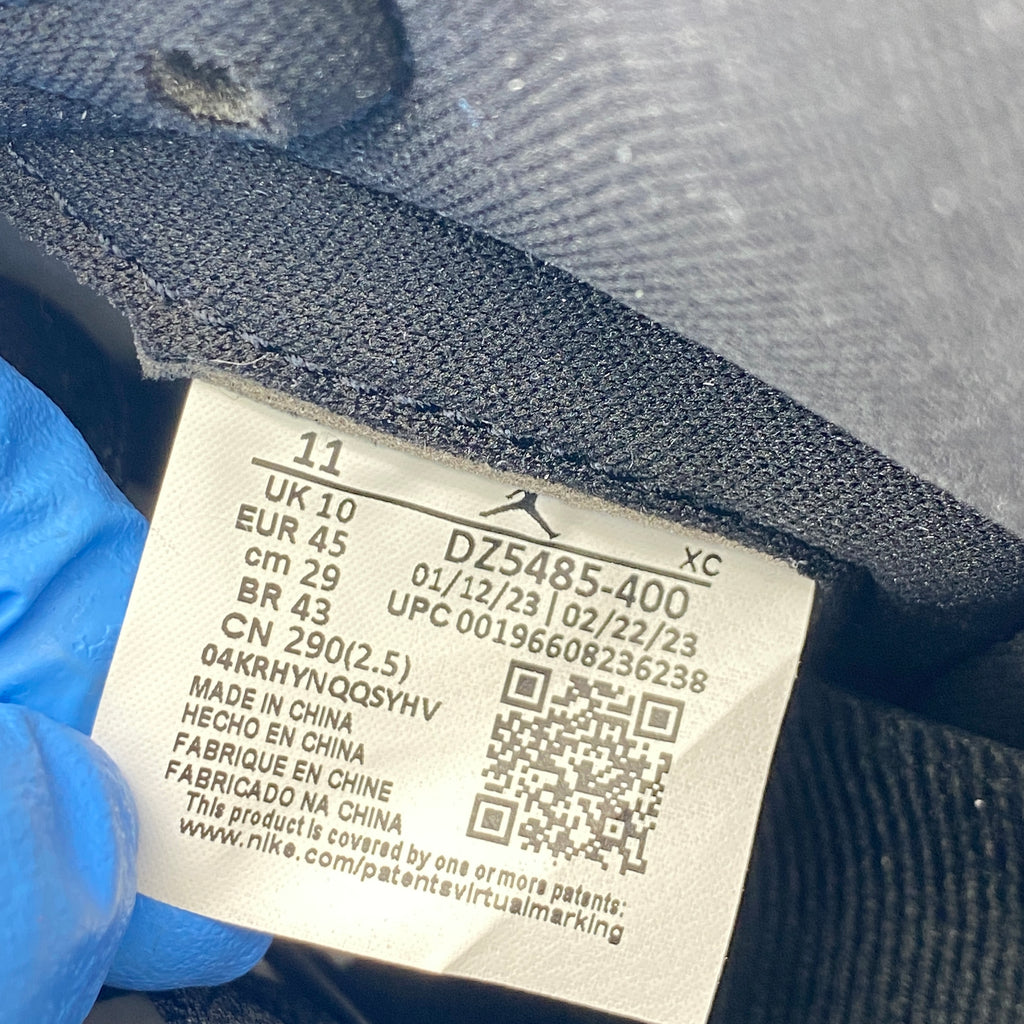 11
UK 10
EUR 45
cm 29
BR 43
CN 290(2.5)
04KRHYNQQSYHV
MADE IN CHINA
HECHO EN CHINA
FABRIQUE EN CHINE
FABRICADO NA CHINA
This product is covered by one or more patents:
www.nike.com/patentsvirtualmarking
XC
DZ5485-400
01/12/23 | 02/22/23
UPC 00196608236238